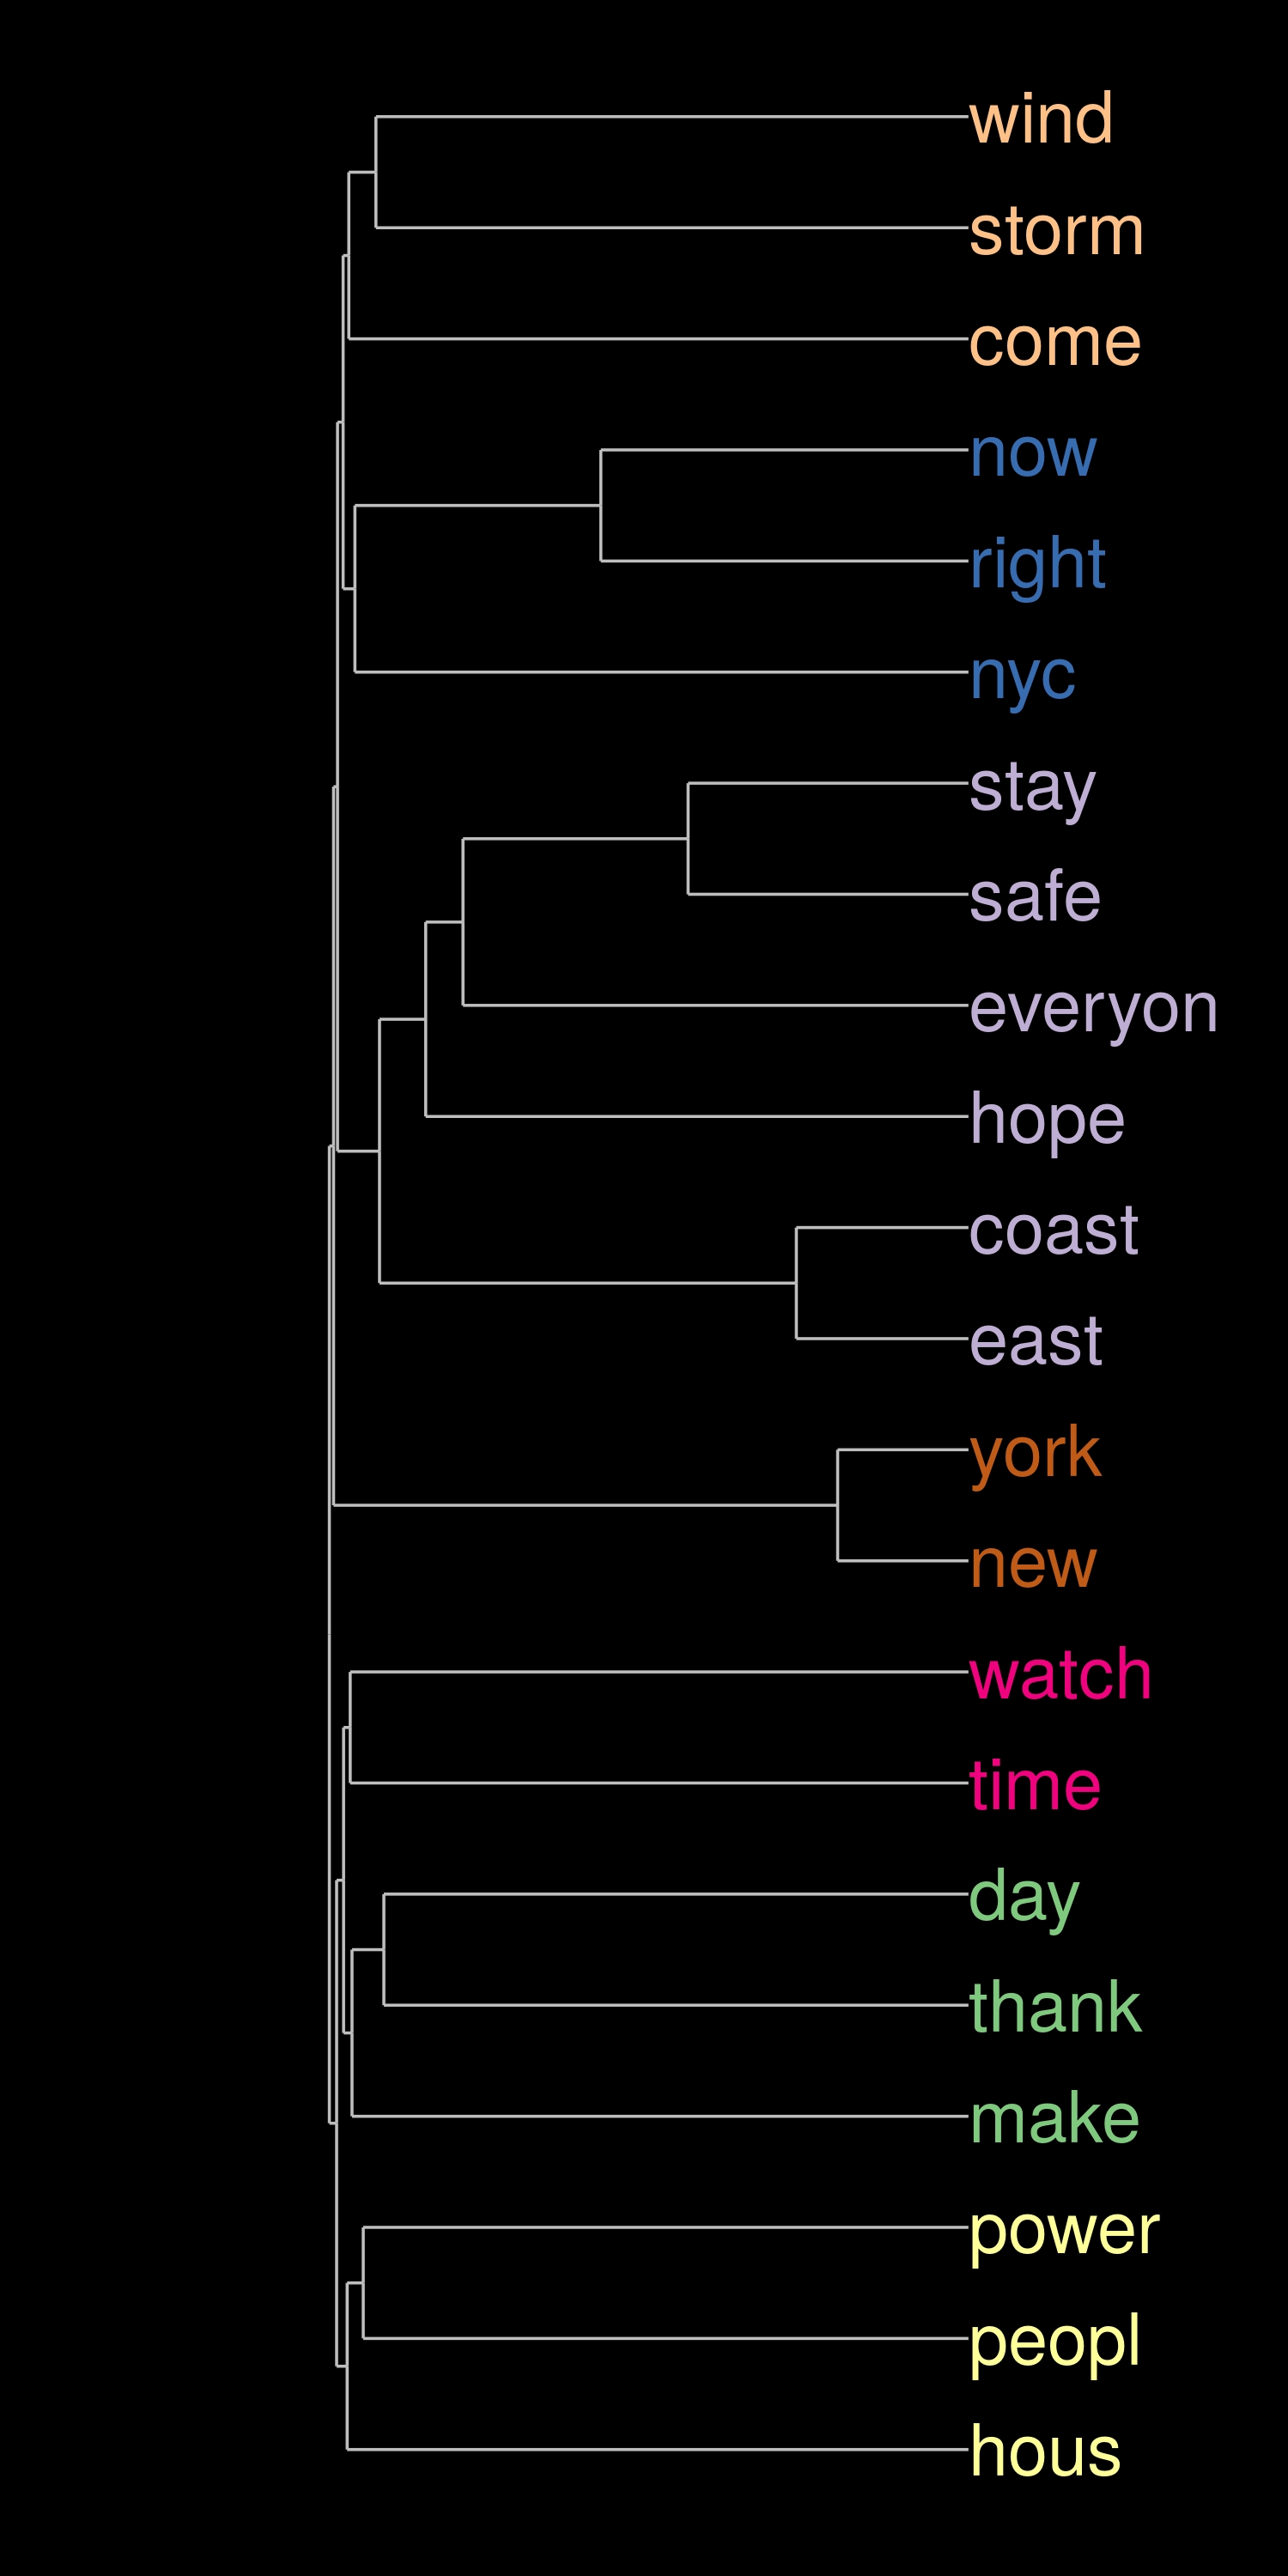 wind
storm
come
now
right
nyc
stay
safe
everyon
hope
coast
east
york
new
watch
time
day
thank
make
power
peopl
hous